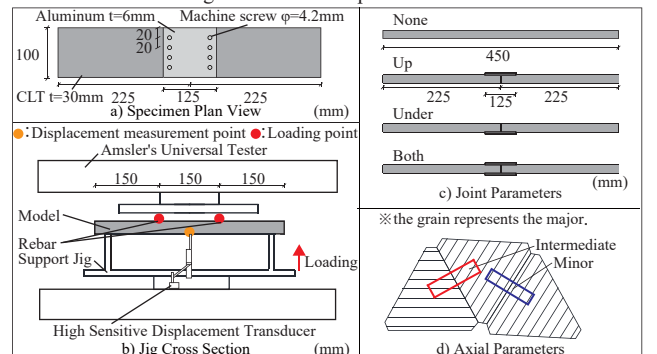 Aluminum t=6mm
Machine screw φ=4.2mm
20
20
100
CLT t=30mm
225
125
225
a) Specimen Plan View
(mm)
●:Displacement measurement point ●:Loading point
Amsler's Universal Tester
150
150
150
Model
Rebar
Support Jig
Loading
High Sensitive Displacement Transducer
b) Jig Cross Section
(mm)
None
450
Up
225
125
225
Under
Both
(mm)
c) Joint Parameters
※the grain represents the major.
Intermediate
Minor
d) Axial Parameters